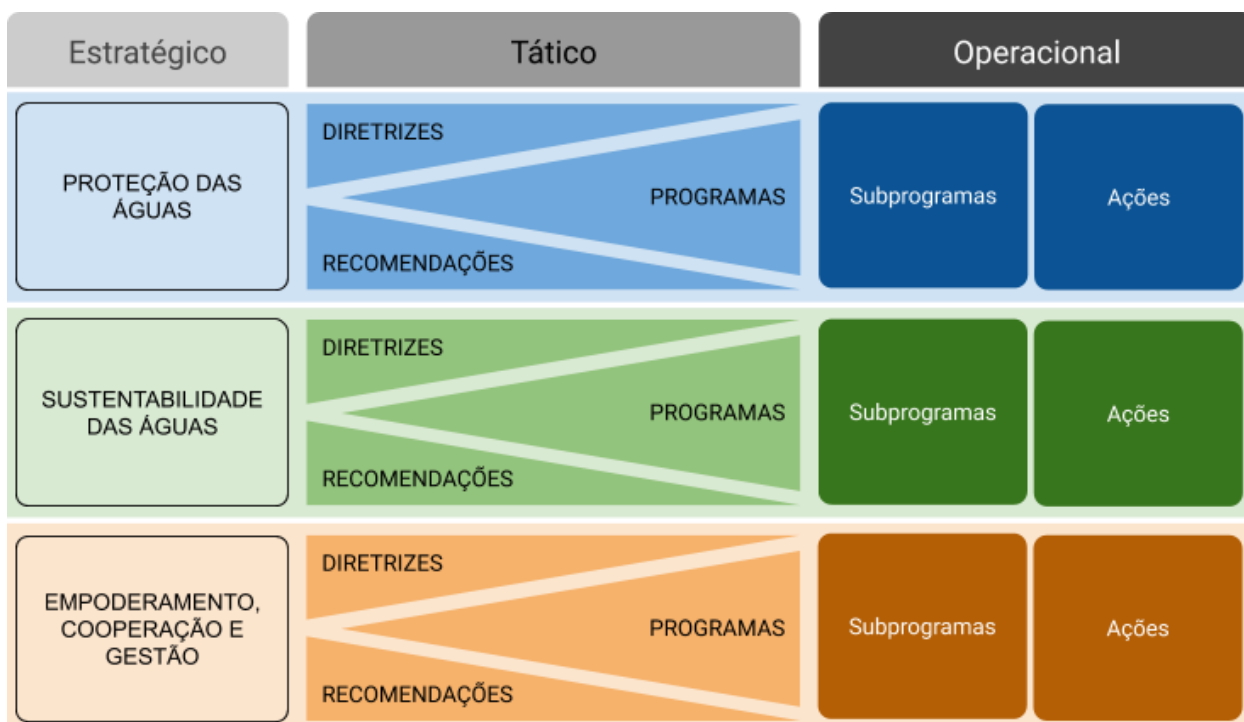 Estratégico
Tático
Operacional
PROTEÇÃO DAS
ÁGUAS
DIRETRIZES
PROGRAMAS
RECOMENDAÇÕES
Subprogramas
Ações
SUSTENTABILIDADE
DAS ÁGUAS
DIRETRIZES
PROGRAMAS
RECOMENDAÇÕES
Subprogramas
Ações
EMPODERAMENTO,
COOPERAÇÃO E
GESTÃO
DIRETRIZES
PROGRAMAS
RECOMENDAÇÕES
Subprogramas
Ações